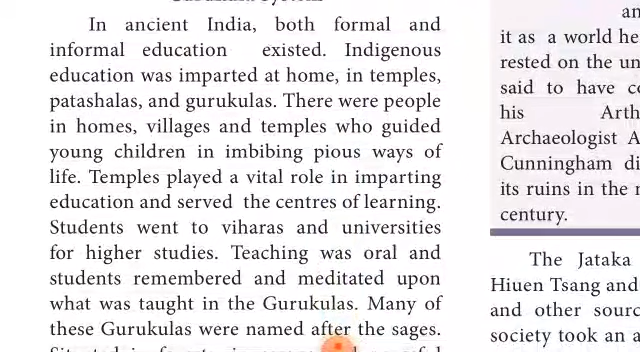 In ancient India, both formal and
informal education existed. Indigenous
education was imparted at home, in temples,
patashalas, and gurukulas. There were people
in homes, villages and temples who guided
young children in imbibing pious ways of
life. Temples played a vital role in imparting
education and served the centres of learning.
Students went to viharas and universities
for higher studies. Teaching was oral and
students remembered and meditated upon
what was taught in the Gurukulas. Many of
these Gurukulas were named after the sages.
an
it as a world he
rested on the un
said to have co
his Arth
Archaeologist A
Cunningham di
its ruins in the
century.
The Jataka
Hiuen Tsang and
and other sourc
society took an a